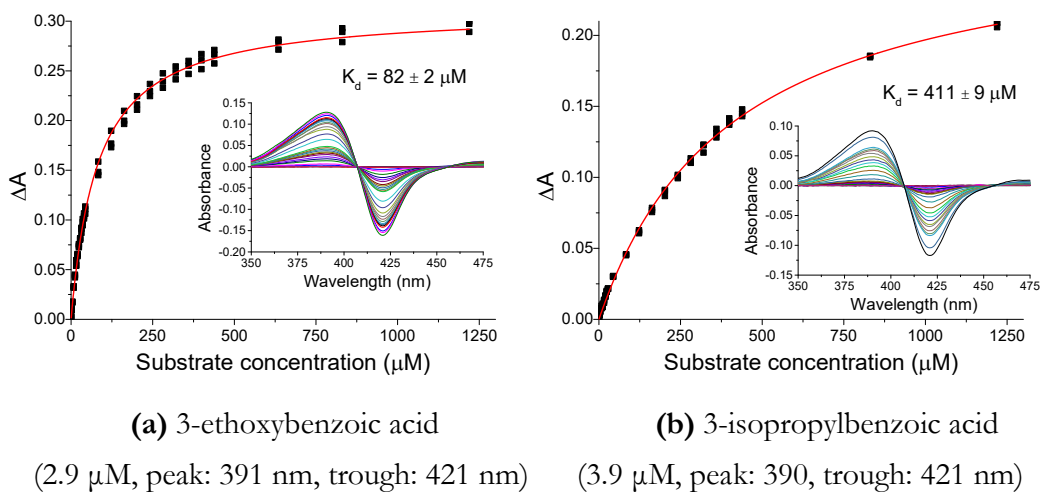 0.30
0.25
0.20
0.15
0.10
0.05
0.00
ΔA
0 250 500 750 1000 1250
Substrate concentration (μM)
K_d = 82 ± 2 μM
0.15
0.10
0.05
0.00
-0.05
-0.10
-0.15
-0.20
Absorbance
350 375 400 425 450 475
Wavelength (nm)
0.20
0.15
0.10
0.05
0.00
ΔA
0 250 500 750 1000 1250
Substrate concentration (μM)
K_d = 411 ± 9 μM
0.15
0.10
0.05
0.00
-0.05
-0.10
-0.15
Absorbance
350 375 400 425 450 475
Wavelength (nm)
(a) 3-ethoxybenzoic acid
(2.9 μM, peak: 391 nm, trough: 421 nm)
(b) 3-isopropylbenzoic acid
(3.9 μM, peak: 390, trough: 421 nm)